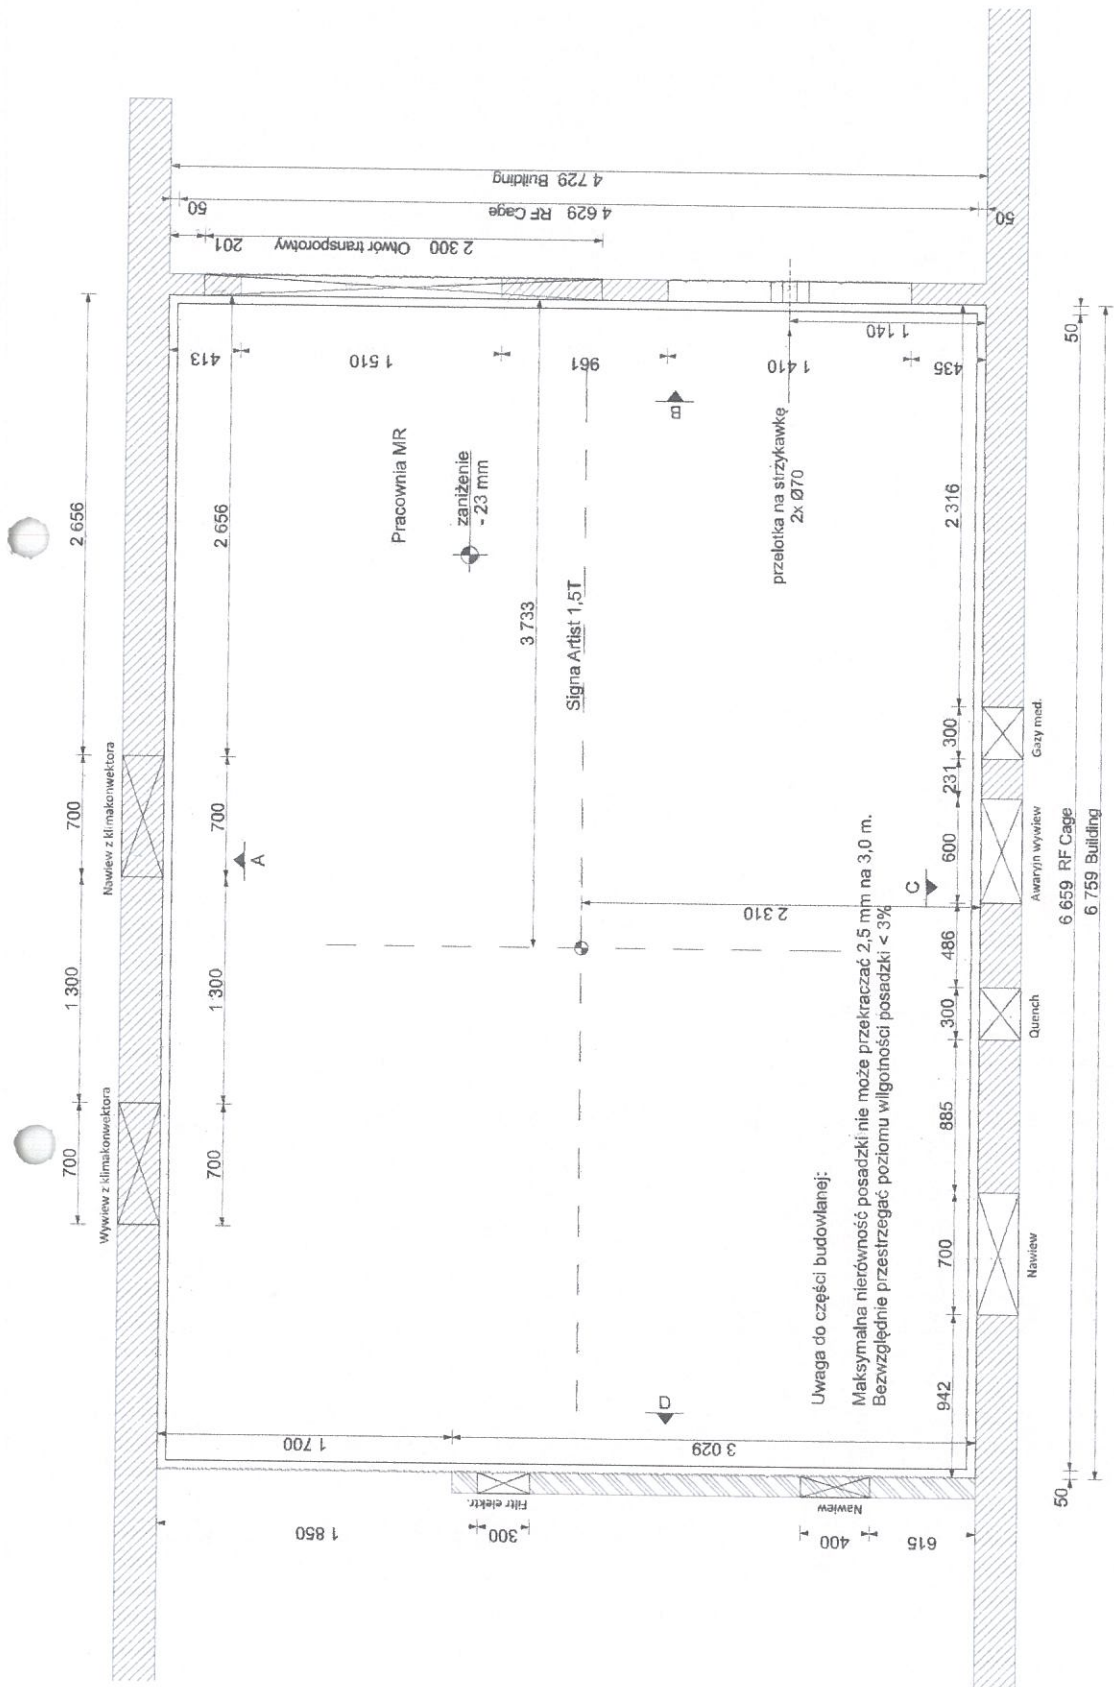 2 656
700
1 300
700
Nawiew z klimakonwektora
Wywiew z klimakonwektora
2 656
700
1 300
700
A
413
1 510
961
1 410
435
1 140
201
2 300 Otwór transporotwy
50
4 629 RF Cage
50
4 729 Building
Pracownia MR
zaniżenie
- 23 mm
3 733
Signa Artist 1,5T
B
przelotka na strzykawkę
2x Ø70
2 310
C
D
Uwaga do części budowlanej:
Maksymalna nierówność posadzki nie może przekraczać 2,5 mm na 3,0 m.
Bezwzględnie przestrzegać poziomu wilgotności posadzki < 3%
1 700
3 029
1 850
300
Filtr elektr.
Nawiew
400
615
942
700
885
300
486
600
231
300
2 316
Nawiew
Quench
Awaryjn wywiew
Gazy med.
50
6 659 RF Cage
50
6 759 Building